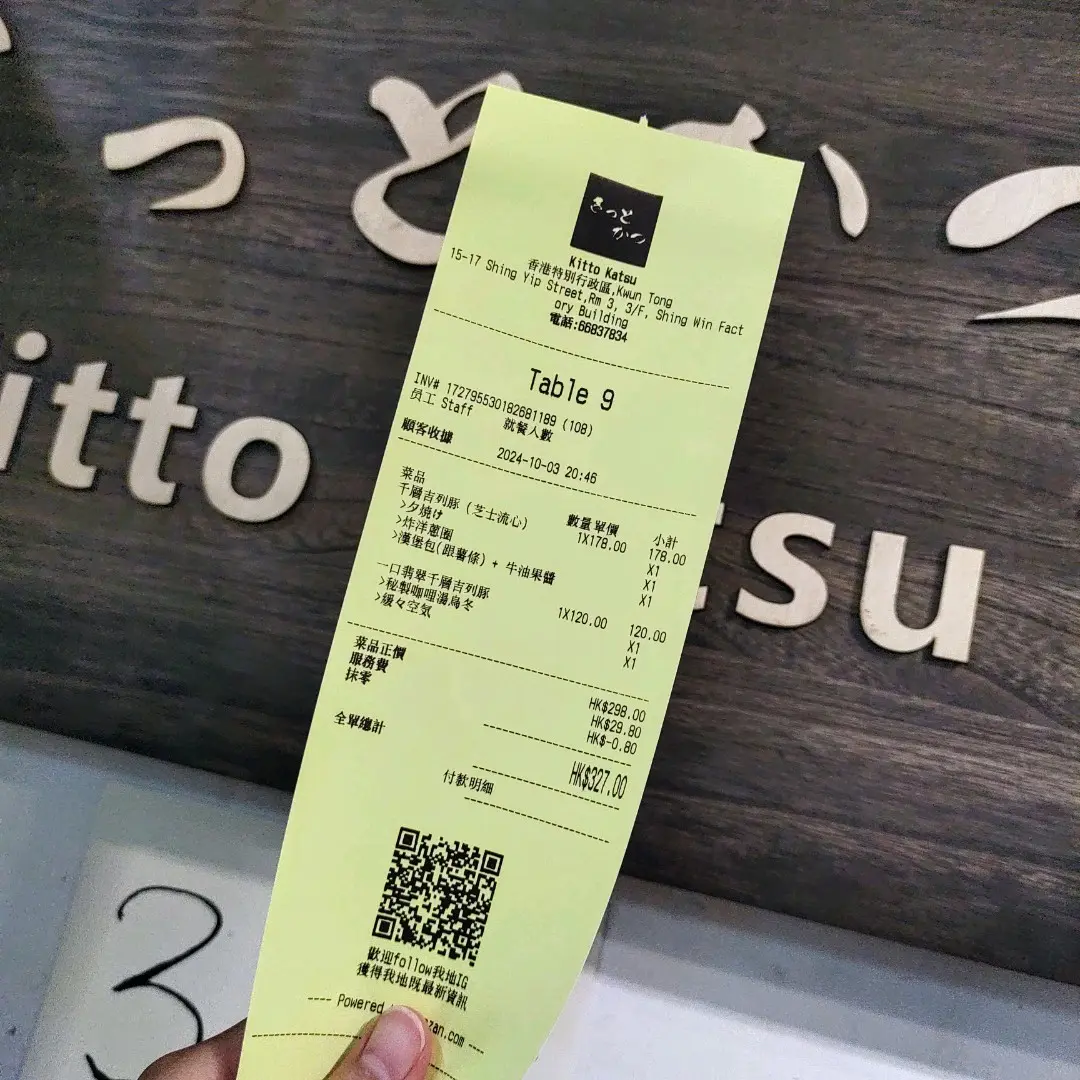 っとかつ
itto
tsu
きっと
かつ
Kitto Katsu
香港特別行政區,Kwun Tong
15-17 Shing Yip Street,Rm 3, 3/F, Shing Win Fact
ory Building
電話:66837834
Table 9
INV# 172795530182681189 (108)
員工 Staff 就餐人數
顧客收據
2024-10-03 20:46
菜品 數量單價 小計
千層吉列豚 (芝士流心) 1X178.00 178.00
>夕燒け X1
>炸洋蔥圈 X1
>漢堡包(跟薯條) + 牛油果醬 X1
一口翡翠千層吉列豚 1X120.00 120.00
>秘製咖哩湯烏冬 X1
>緩々空気 X1
菜品正價 HK$298.00
服務費 HK$29.80
抹零 HK$-0.80
全單總計 HK$327.00
付款明細
歡迎follow我地IG
獲得我地既最新資訊
---- Powered zan.com ----
3